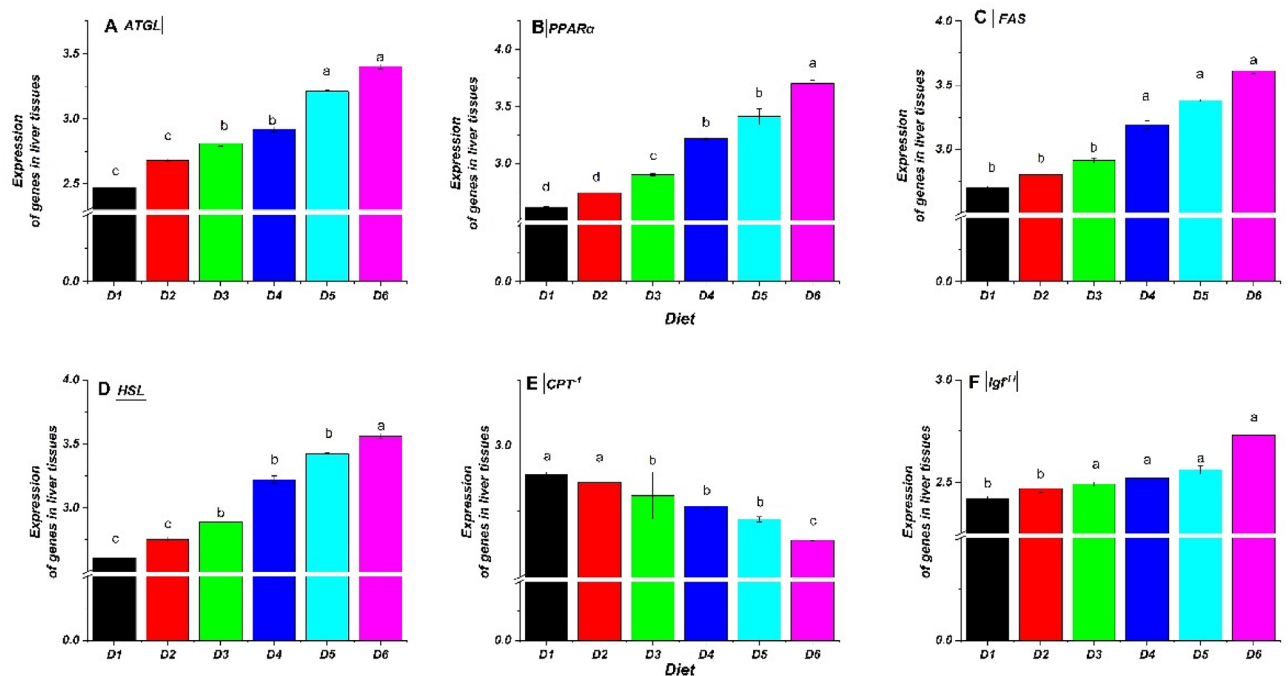 A ATGL
Expression
of genes in liver tissues
3.5
3.0
2.5
0.0
c
c
b
b
a
a
D1 D2 D3 D4 D5 D6
B PPARα
Expression
of genes in liver tissues
4.0
3.5
3.0
0.0
d
d
c
b
b
a
D1 D2 D3 D4 D5 D6
Diet
C FAS
Expression
of genes in liver tissues
4.0
3.5
3.0
0.0
b
b
b
a
a
a
D1 D2 D3 D4 D5 D6
D HSL
Expression
of genes in liver tissues
4.0
3.5
3.0
0.0
c
c
b
b
b
a
D1 D2 D3 D4 D5 D6
E CPT-1
Expression
of genes in liver tissues
3.0
0.0
a
a
b
b
b
c
D1 D2 D3 D4 D5 D6
Diet
F Igf
Expression
of genes in liver tissues
3.0
2.5
0.0
b
b
a
a
a
a
D1 D2 D3 D4 D5 D6